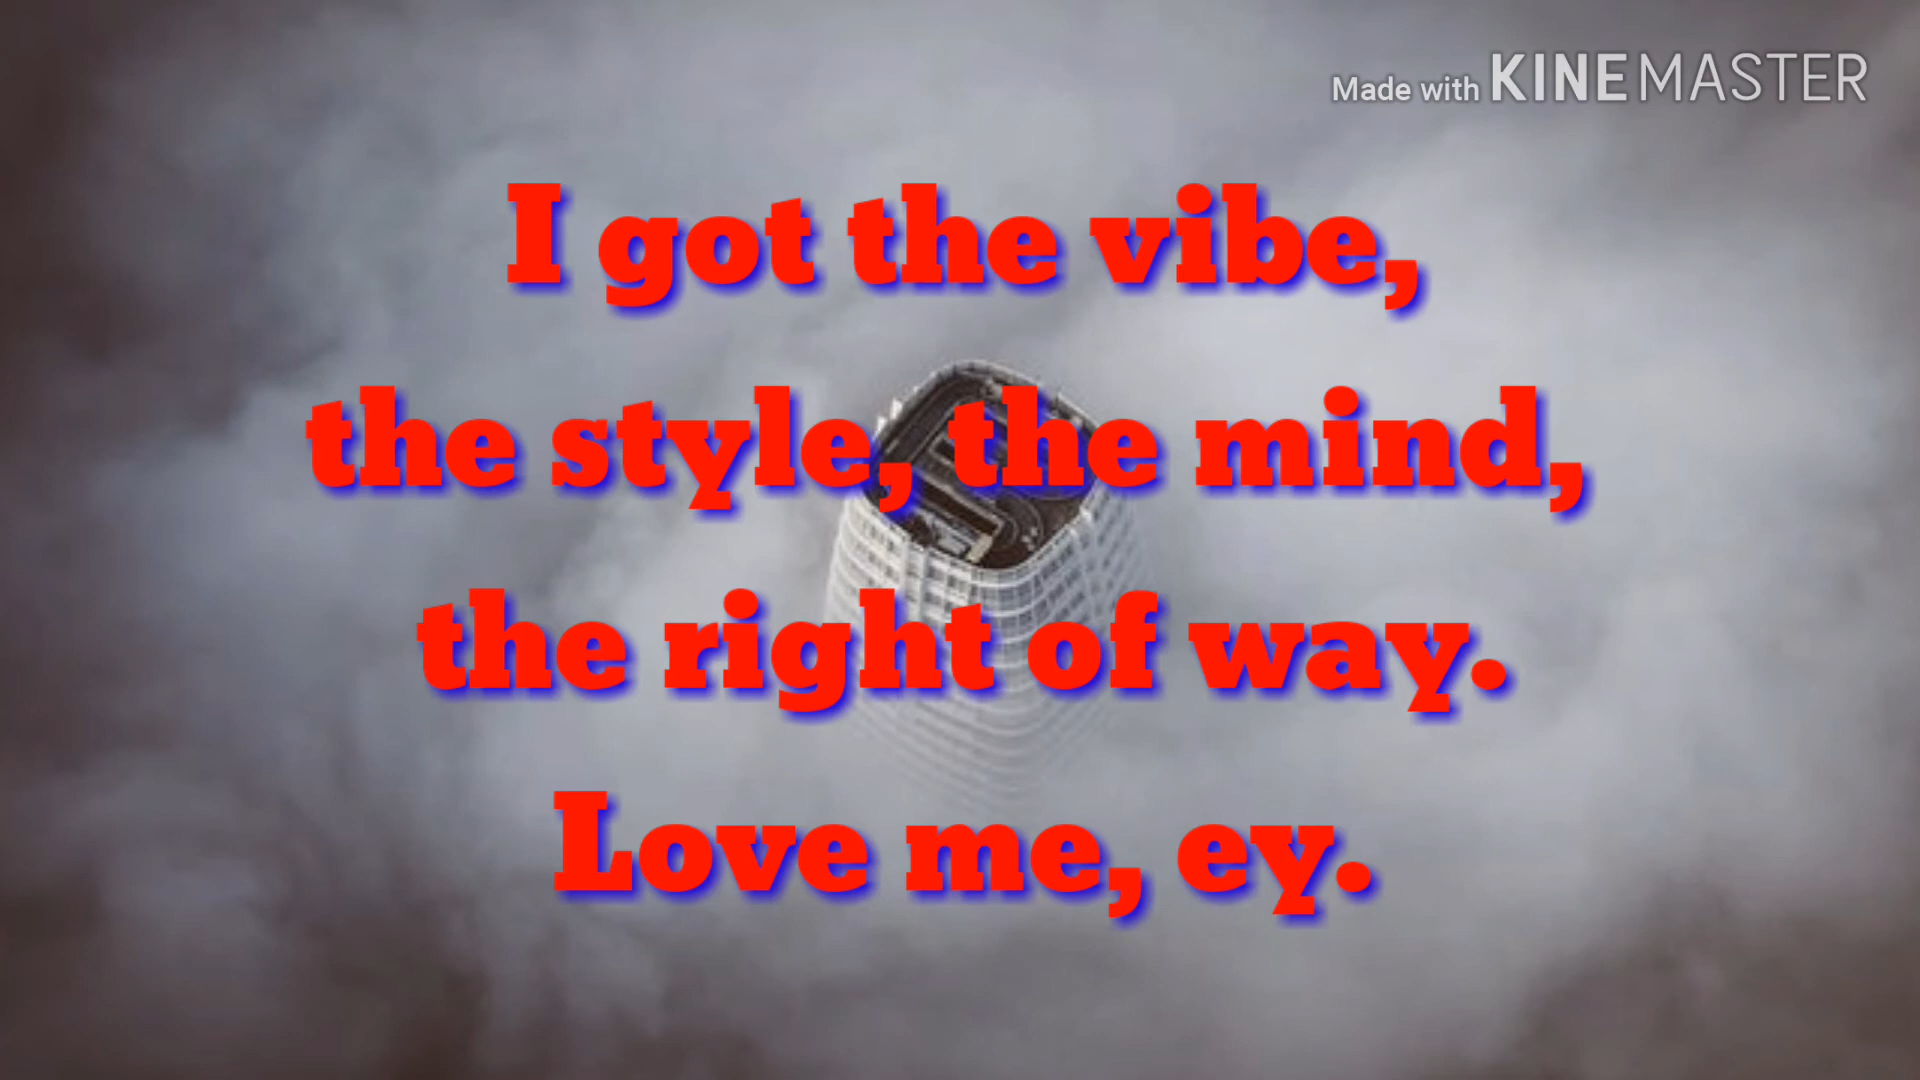 Made with KINEMASTER
I got the vibe,
the style, the mind,
the right of way.
Love me, ey.